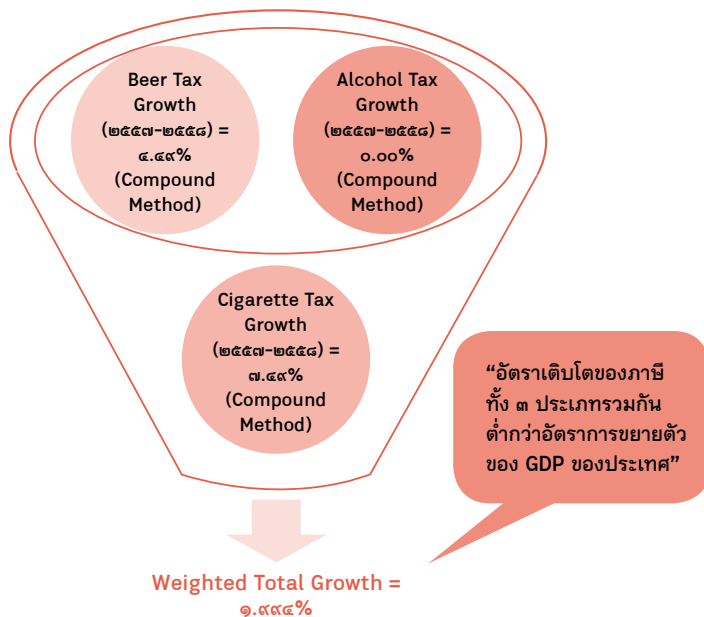 Beer Tax
Growth
(๒๕๕๗-๒๕๕๘) =
๔.๔๙%
(Compound
Method)
Alcohol Tax
Growth
(๒๕๕๗-๒๕๕๘) =
๐.๐๐%
(Compound
Method)
Cigarette Tax
Growth
(๒๕๕๗-๒๕๕๘) =
๗.๔๙%
(Compound
Method)
“อัตราเติบโตของภาษี
ทั้ง ๓ ประเภทรวมกัน
ต่ำกว่าอัตราการขยายตัว
ของ GDP ของประเทศ”
Weighted Total Growth =
๑.๙๙๔%